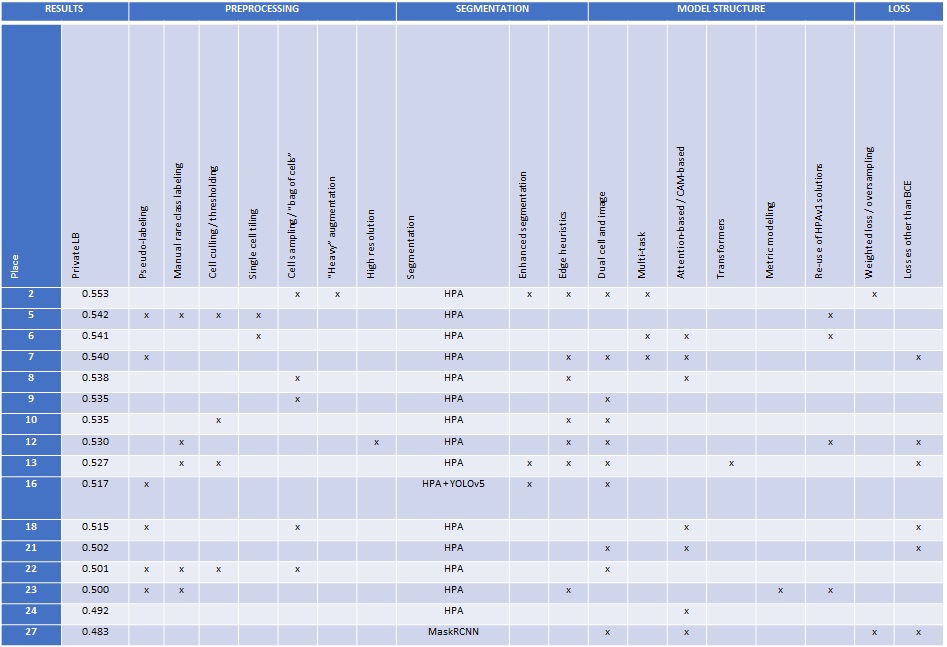 RESULTS PREPROCESSING SEGMENTATION MODEL STRUCTURE LOSS
Place
Private LB
Pseudo-labeling
Manual rare class labeling
Cell culling / thresholding
Single cell tiling
Cell sampling / "bag of cells"
"Heavy" augmentation
High resolution
Segmentation
Enhanced segmentation
Edge heuristics
Dual cell and image
Multi-task
Attention-based / CAM-based
Transformers
Metric modelling
Re-use of HPAv1 solutions
Weighted loss / oversampling
Losses other than BCE
2 0.553 x x HPA x x x x x
5 0.542 x x x x HPA x
6 0.541 x HPA x x x
7 0.540 x HPA x x x x x
8 0.538 x HPA x x
9 0.535 x HPA x
10 0.535 x HPA x x
12 0.530 x x HPA x x x x
13 0.527 x x HPA x x x x x
16 0.517 x HPA + YOLOv5 x x
18 0.515 x x HPA x x
21 0.502 HPA x x x
22 0.501 x x x x HPA x
23 0.500 x x HPA x x x
24 0.492 HPA x
27 0.483 MaskRCNN x x x x